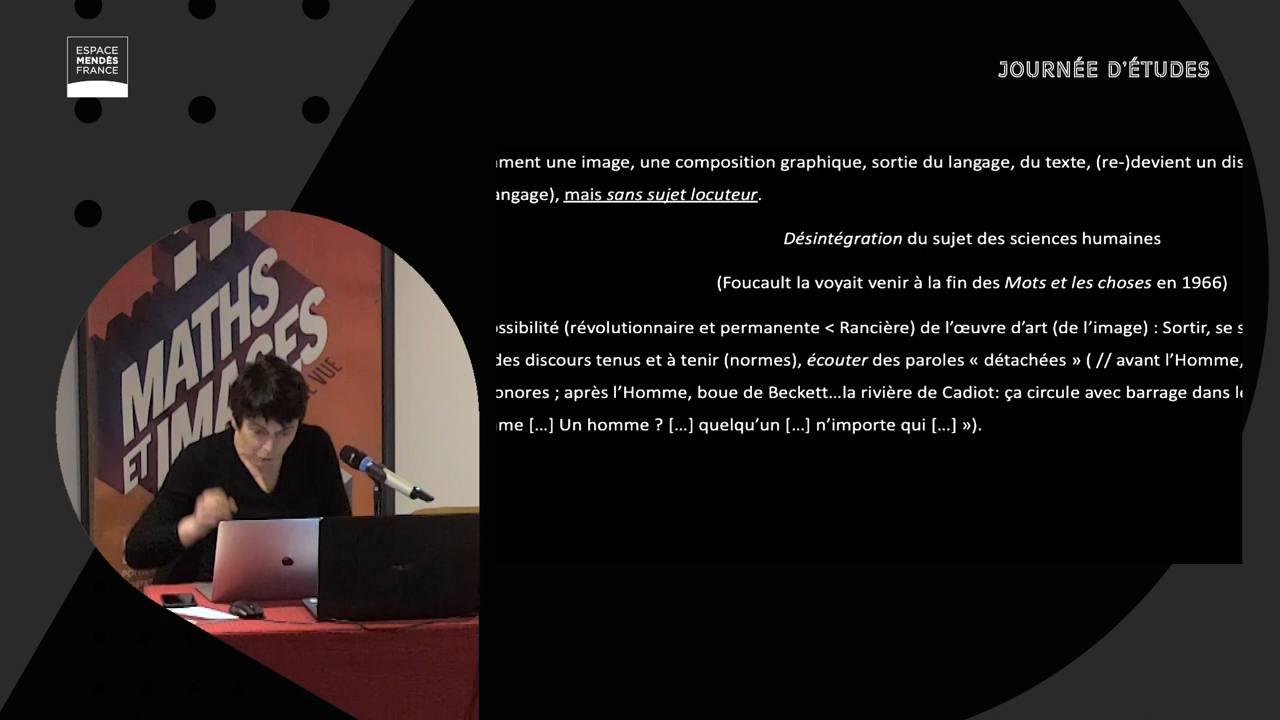 ESPACE
MENDÈS
FRANCE
JOURNÉE D'ÉTUDES
mment une image, une composition graphique, sortie du langage, du texte, (re-)devient un dis
angage), mais sans sujet locuteur.
Désintégration du sujet des sciences humaines
(Foucault la voyait venir à la fin des Mots et les choses en 1966)
ossibilité (révolutionnaire et permanente < Rancière) de l'œuvre d'art (de l'image) : Sortir, se s
des discours tenus et à tenir (normes), écouter des paroles « détachées » ( // avant l'Homme,
onores ; après l'Homme, boue de Beckett...la rivière de Cadiot: ça circule avec barrage dans le
me [...] Un homme ? [...] quelqu'un [...] n'importe qui [...] »).
MATHS
ET IMAGES
VUE